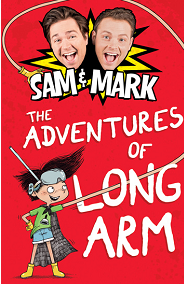 SAM & MARK
THE
ADVENTURES
OF
LONG
ARM